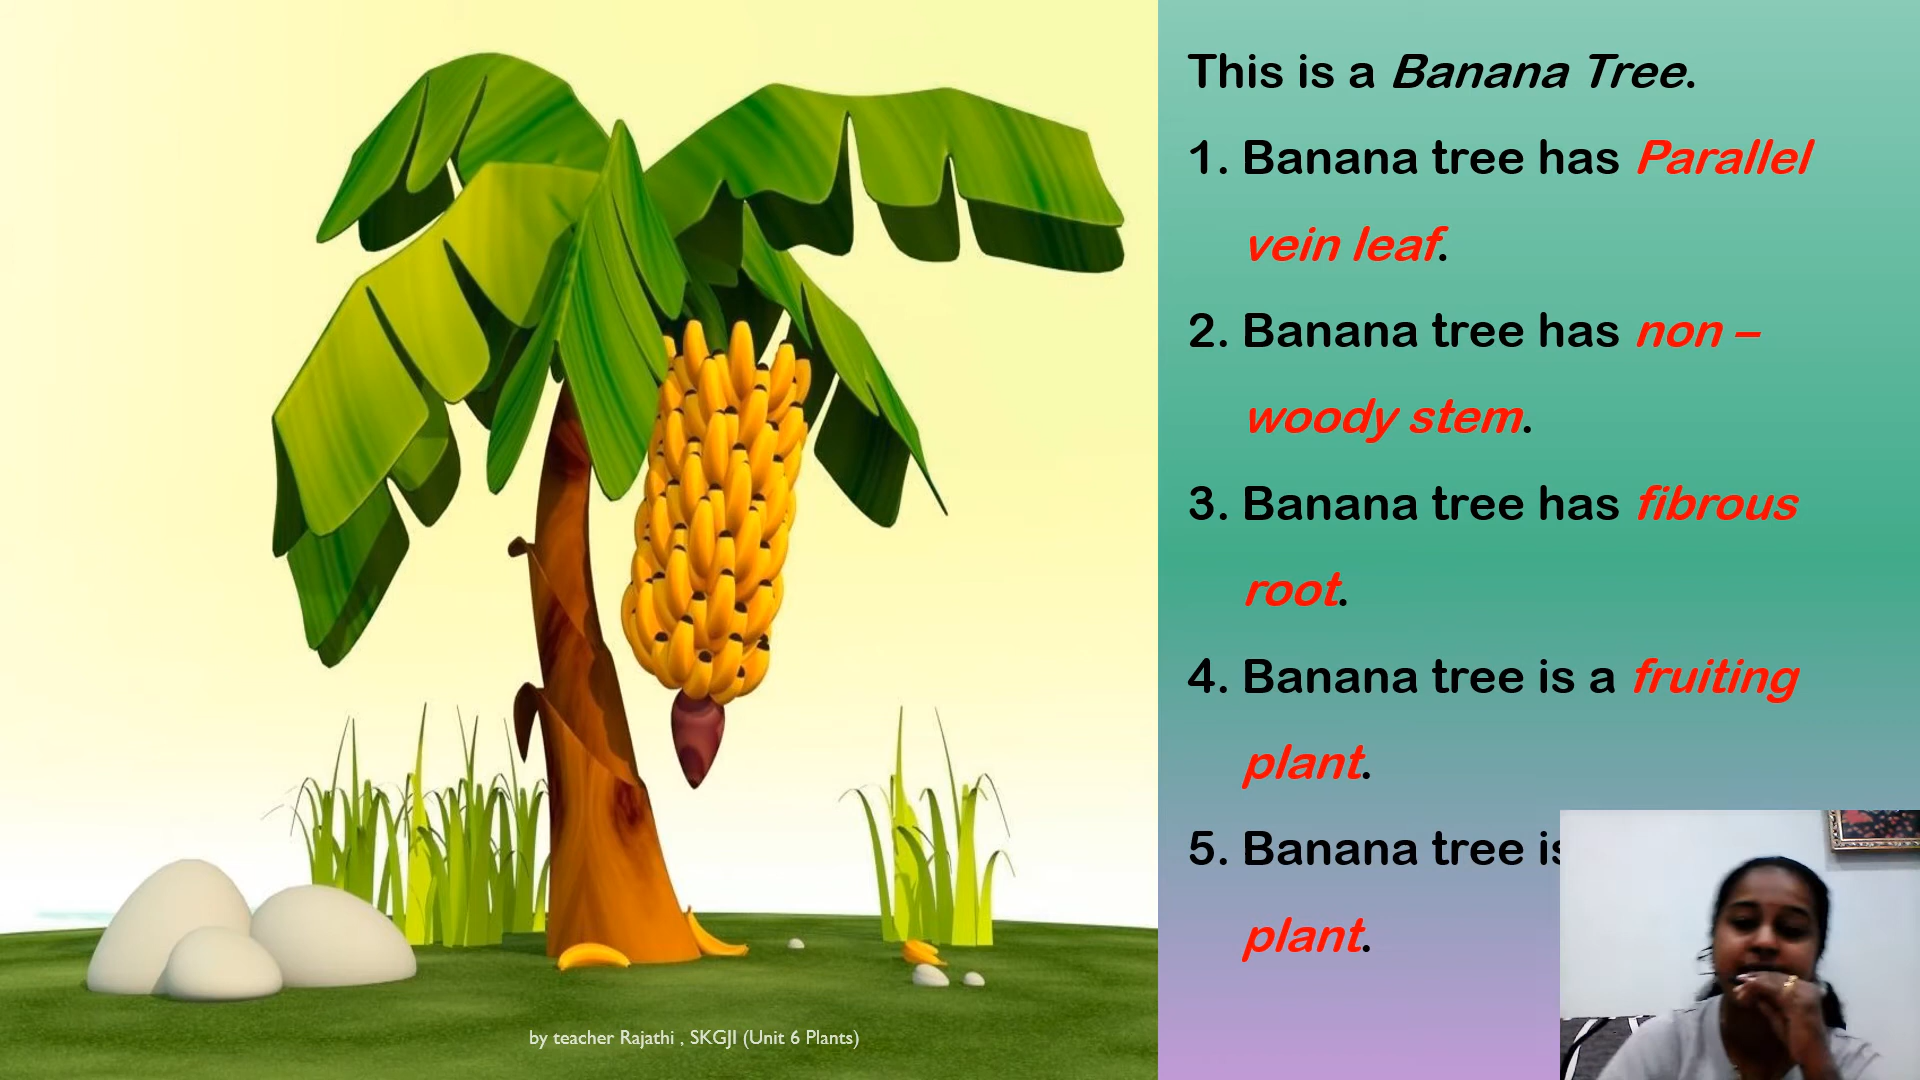 This is a Banana Tree.
1. Banana tree has Parallel
vein leaf.
2. Banana tree has non –
woody stem.
3. Banana tree has fibrous
root.
4. Banana tree is a fruiting
plant.
5. Banana tree is
plant.
by teacher Rajathi , SKGJI (Unit 6 Plants)